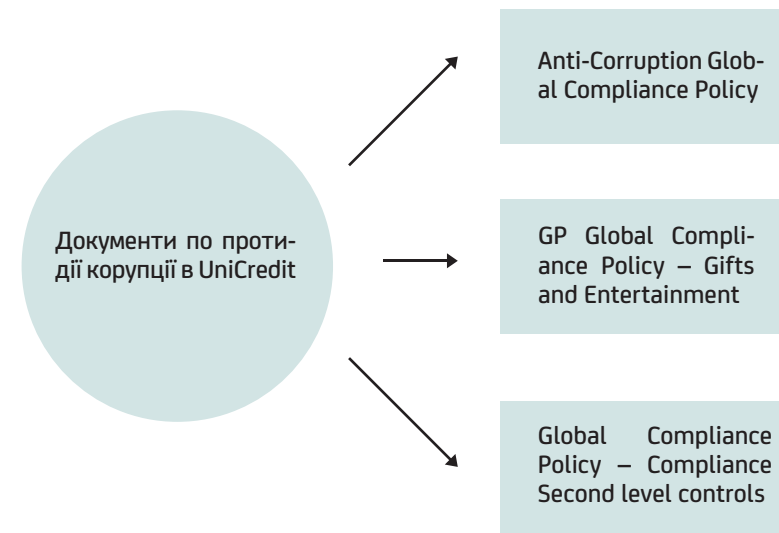 Документи по проти-
дії корупції в UniCredit
Anti-Corruption Glob-
al Compliance Policy
GP Global Compli-
ance Policy – Gifts
and Entertainment
Global Compliance
Policy – Compliance
Second level controls